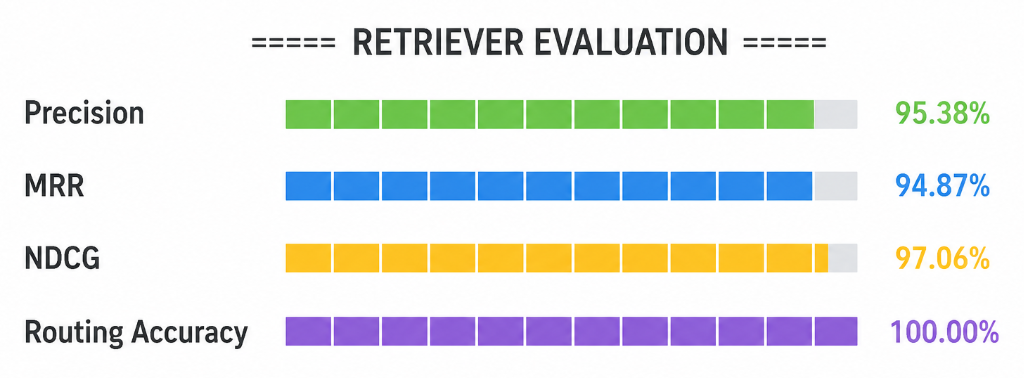 ===== RETRIEVER EVALUATION =====
Precision 95.38%
MRR 94.87%
NDCG 97.06%
Routing Accuracy 100.00%